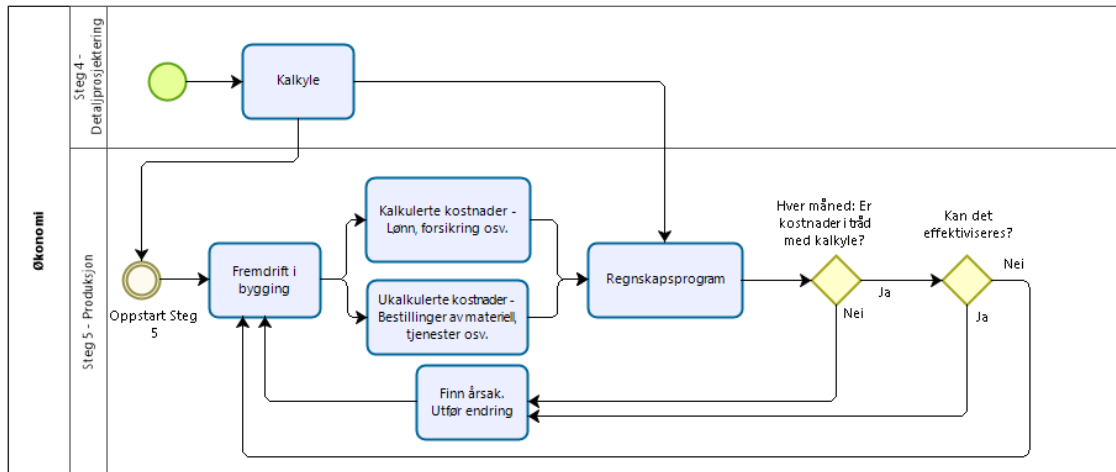 Økonomi
Steg 4 -
Detaljprosjektering
Kalkyle
Steg 5 - Produksjon
Oppstart Steg
5
Fremdrift i
bygging
Kalkulerte kostnader -
Lønn, forsikring osv.
Ukalkulerte kostnader -
Bestillinger av materiell,
tjenester osv.
Regnskapsprogram
Hver måned: Er
kostnader i tråd
med kalkyle?
Ja
Nei
Kan det
effektiviseres?
Nei
Ja
Finn årsak.
Utfør endring